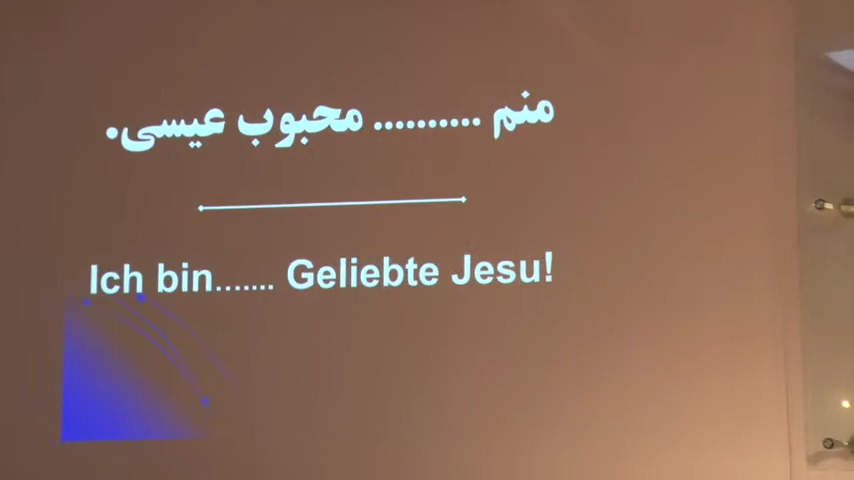 منم .......... محبوب عیسی.
Ich bin....... Geliebte Jesu!